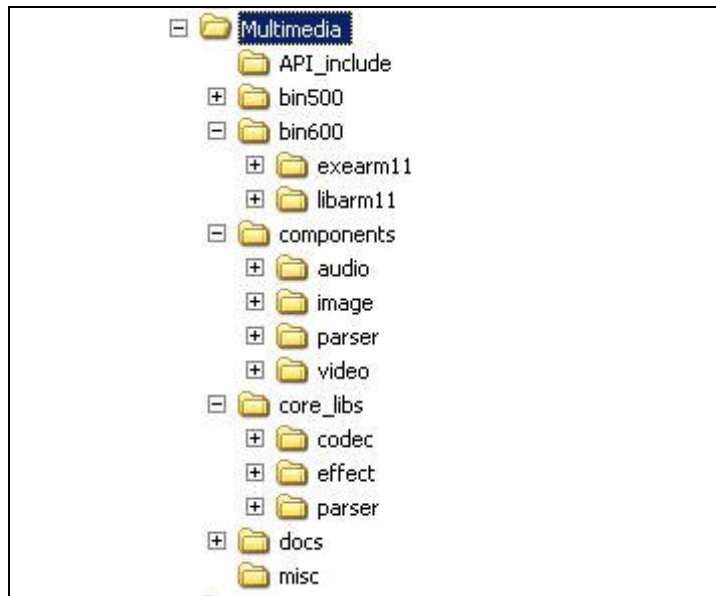 Multimedia
API_include
bin500
bin600
exearm11
libarm11
components
audio
image
parser
video
core_libs
codec
effect
parser
docs
misc